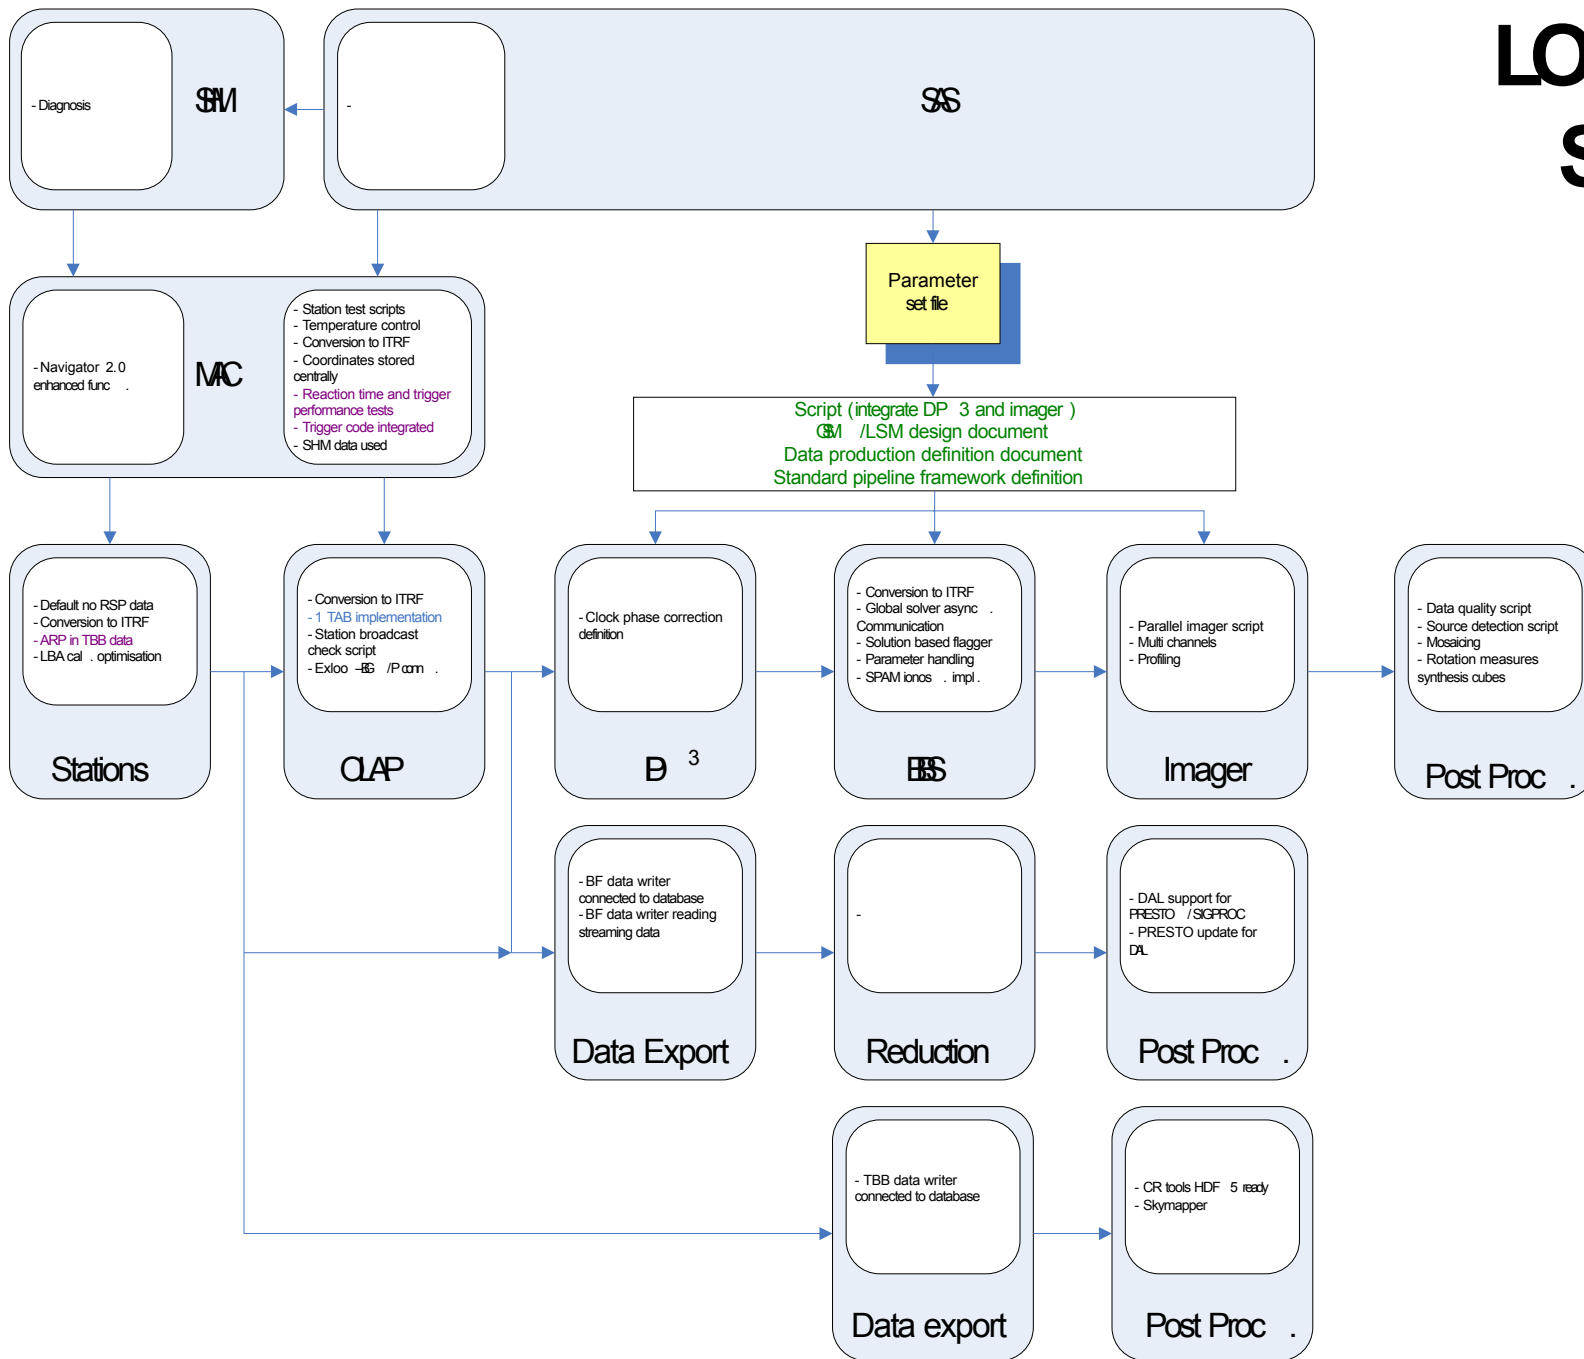 LO
S
- Diagnosis
SHM
-
SAS
Parameter
set file
- Navigator 2.0
enhanced func .
MAC
- Station test scripts
- Temperature control
- Conversion to ITRF
- Coordinates stored
centrally
- Reaction time and trigger
performance tests
- Trigger code integrated
- SHM data used
Script (integrate DP 3 and imager )
GSM /LSM design document
Data production definition document
Standard pipeline framework definition
- Default no RSP data
- Conversion to ITRF
- ARP in TBB data
- LBA cal . optimisation
Stations
- Conversion to ITRF
- 1 TAB implementation
- Station broadcast
check script
- Exloo –BG /P conn .
OLAP
- Clock phase correction
definition
DP 3
- Conversion to ITRF
- Global solver async .
Communication
- Solution based flagger
- Parameter handling
- SPAM ionos . impl .
BBS
- Parallel imager script
- Multi channels
- Profiling
Imager
- Data quality script
- Source detection script
- Mosaicing
- Rotation measures
synthesis cubes
Post Proc .
- BF data writer
connected to database
- BF data writer reading
streaming data
Data Export
-
Reduction
- DAL support for
PRESTO / SIGPROC
- PRESTO update for
DAL
Post Proc .
- TBB data writer
connected to database
Data export
- CR tools HDF 5 ready
- Skymapper
Post Proc .